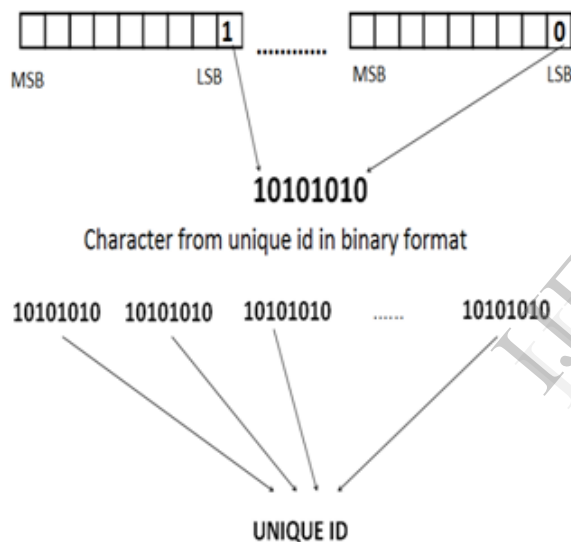 1 ............ 0
MSB LSB MSB LSB
10101010
Character from unique id in binary format
10101010 10101010 10101010 ...... 10101010
UNIQUE ID